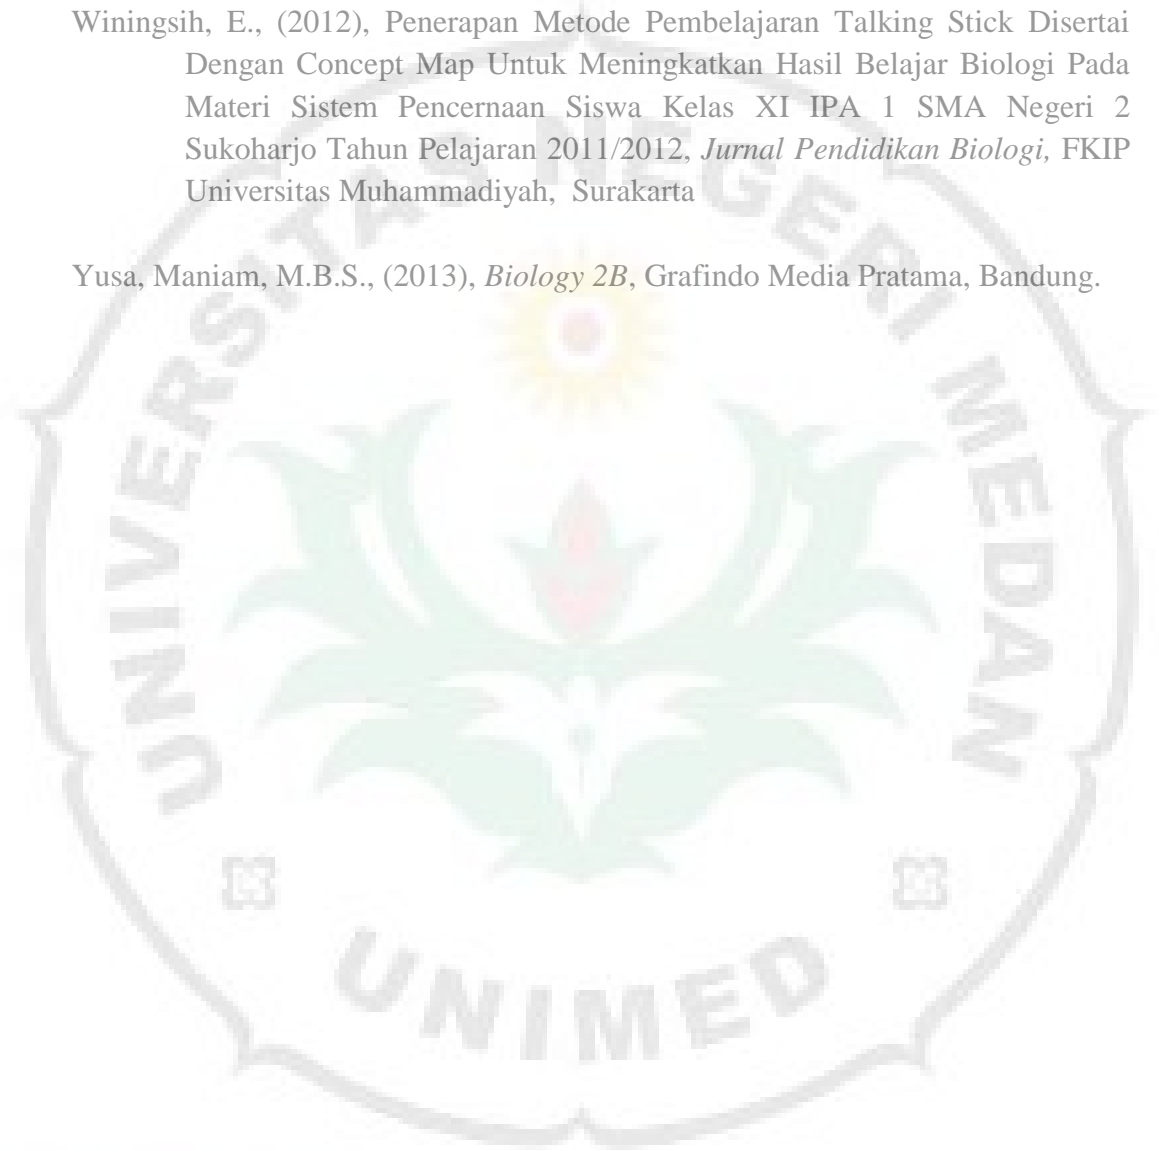 Winingsih, E., (2012), Penerapan Metode Pembelajaran Talking Stick Disertai
Dengan Concept Map Untuk Meningkatkan Hasil Belajar Biologi Pada
Materi Sistem Pencernaan Siswa Kelas XI IPA 1 SMA Negeri 2
Sukoharjo Tahun Pelajaran 2011/2012, Jurnal Pendidikan Biologi, FKIP
Universitas Muhammadiyah, Surakarta
Yusa, Maniam, M.B.S., (2013), Biology 2B, Grafindo Media Pratama, Bandung.
UNIVERSITAS NEGERI MEDAN
UNIMED